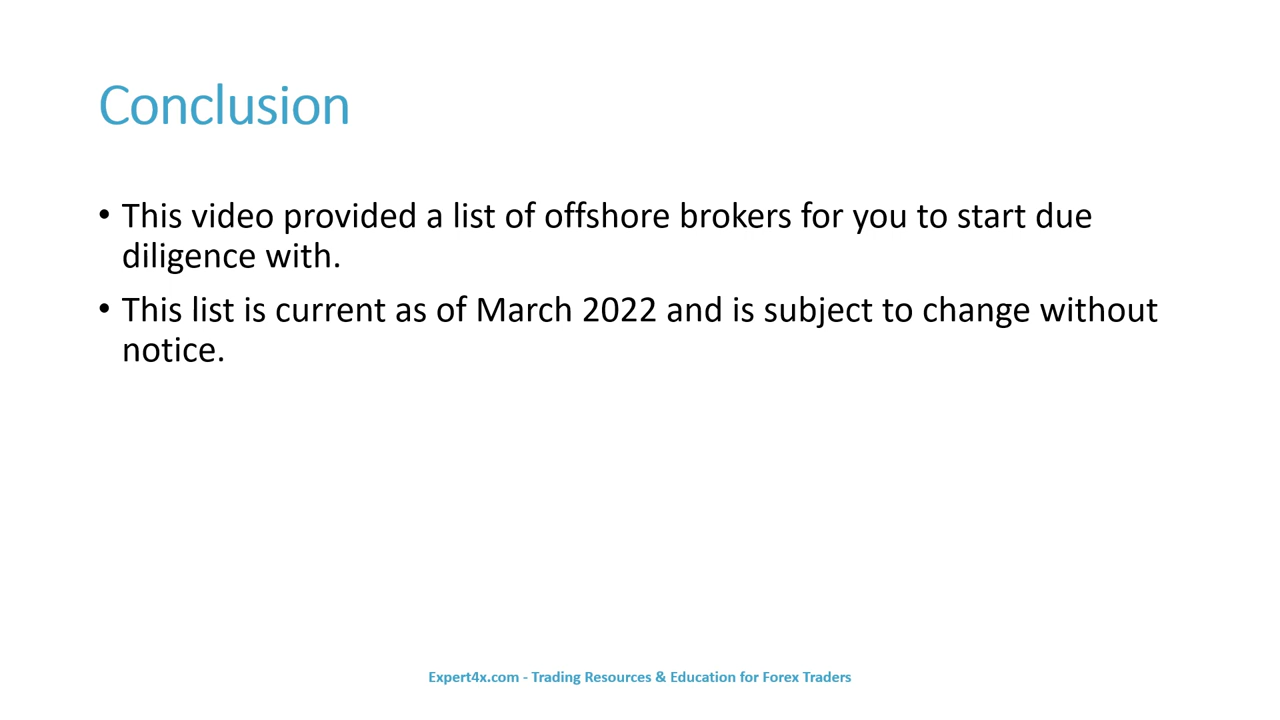 Conclusion
• This video provided a list of offshore brokers for you to start due
diligence with.
• This list is current as of March 2022 and is subject to change without
notice.
Expert4x.com - Trading Resources & Education for Forex Traders